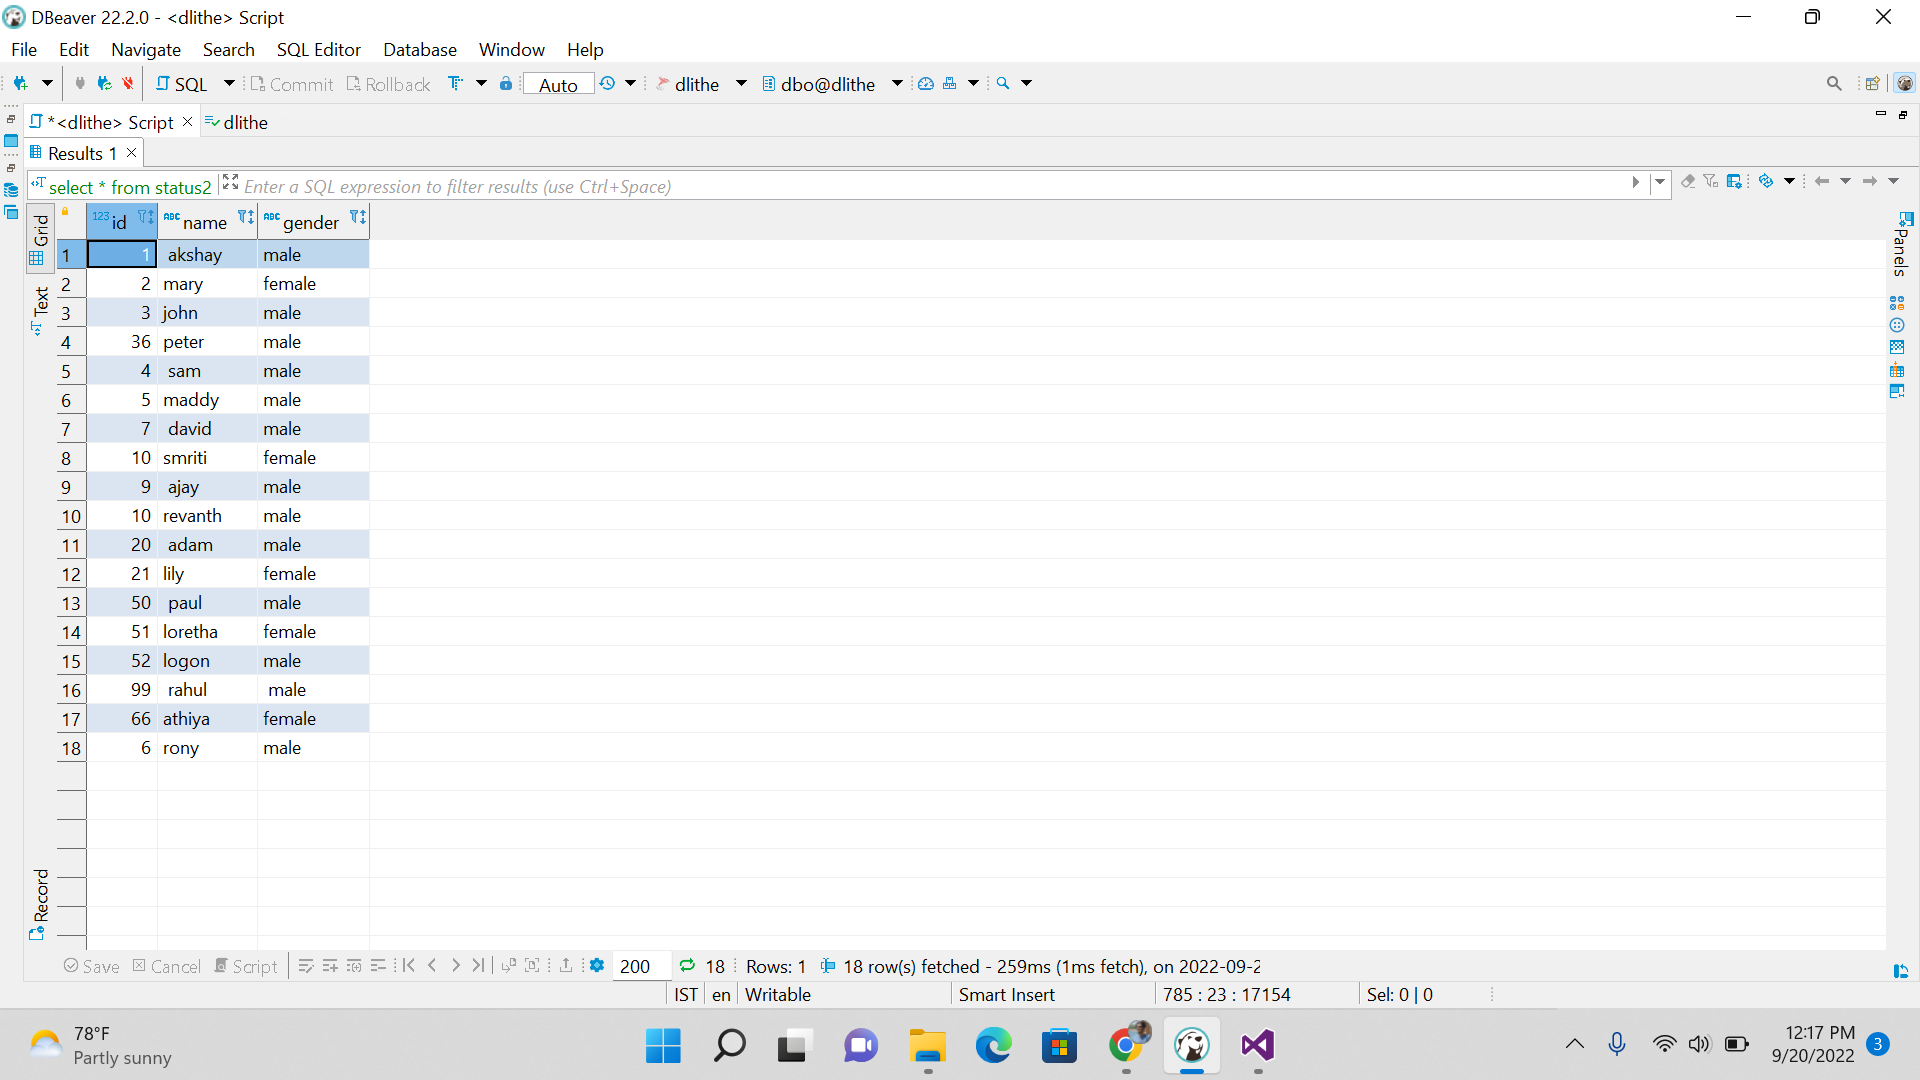 DBeaver 22.2.0 - <dlithe> Script
File Edit Navigate Search SQL Editor Database Window Help
SQL Commit Rollback Auto dlithe dbo@dlithe
*<dlithe> Script dlithe
Results 1
select * from status2 Enter a SQL expression to filter results (use Ctrl+Space)
Grid
Text
Record
Panels
123 id ABC name ABC gender
1 1 akshay male
2 2 mary female
3 3 john male
4 36 peter male
5 4 sam male
6 5 maddy male
7 7 david male
8 10 smriti female
9 9 ajay male
10 10 revanth male
11 20 adam male
12 21 lily female
13 50 paul male
14 51 loretha female
15 52 logon male
16 99 rahul male
17 66 athiya female
18 6 rony male
Save Cancel Script 200 18 Rows: 1 18 row(s) fetched - 259ms (1ms fetch), on 2022-09-2
IST en Writable Smart Insert 785 : 23 : 17154 Sel: 0 | 0
78°F
Partly sunny
12:17 PM
9/20/2022
3